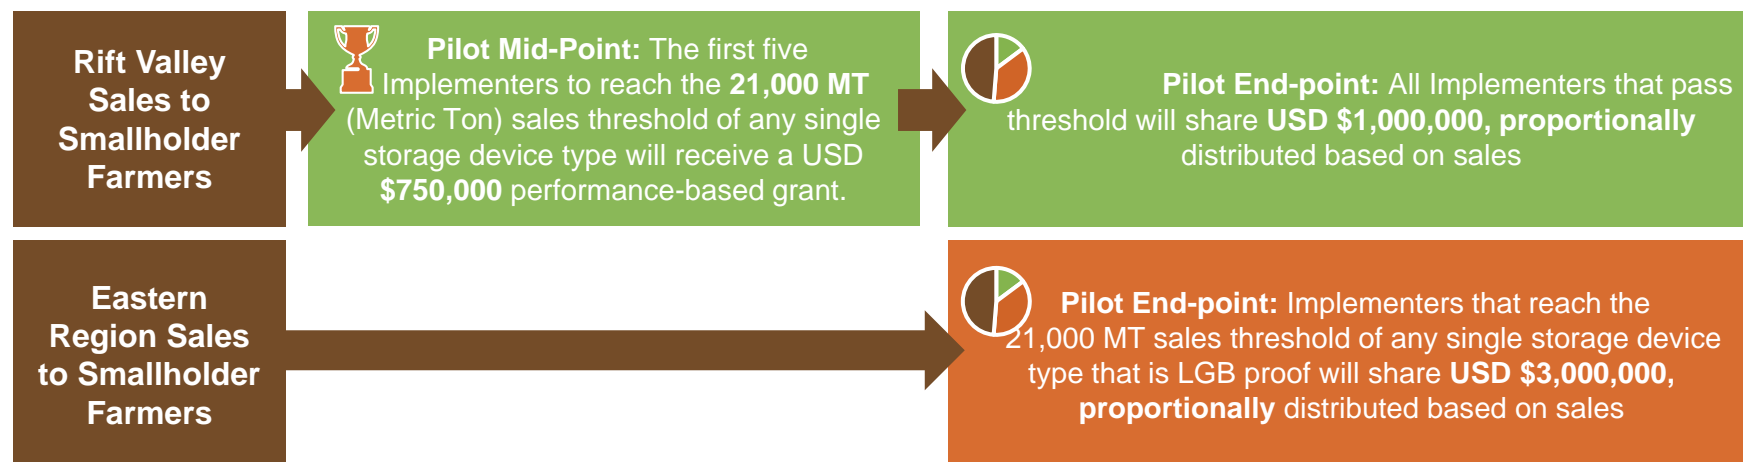 Rift Valley
Sales to
Smallholder
Farmers
Pilot Mid-Point: The first five
Implementers to reach the 21,000 MT
(Metric Ton) sales threshold of any single
storage device type will receive a USD
$750,000 performance-based grant.
Pilot End-point: All Implementers that pass
threshold will share USD $1,000,000, proportionally
distributed based on sales
Eastern
Region Sales
to Smallholder
Farmers
Pilot End-point: Implementers that reach the
21,000 MT sales threshold of any single storage device
type that is LGB proof will share USD $3,000,000,
proportionally distributed based on sales